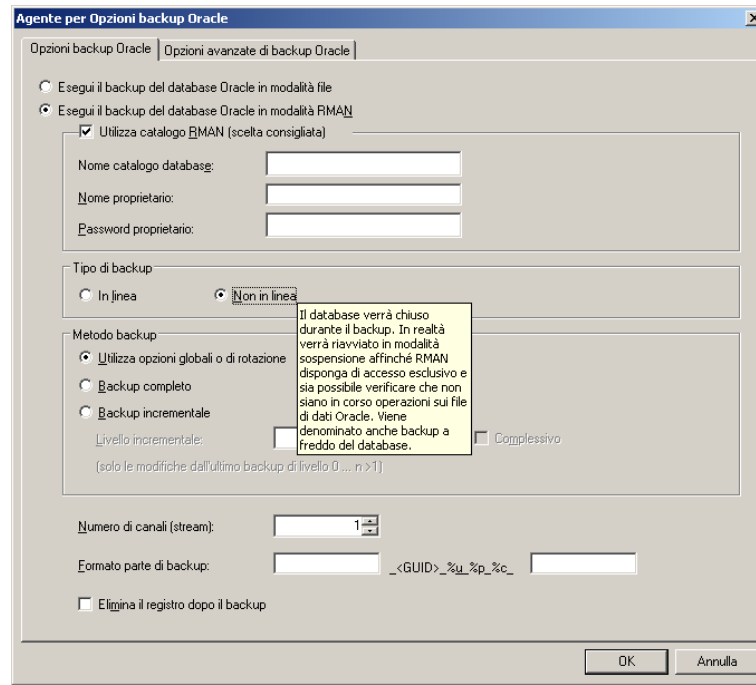 Agente per Opzioni backup Oracle
Opzioni backup Oracle
Opzioni avanzate di backup Oracle
Esegui il backup del database Oracle in modalità file
Esegui il backup del database Oracle in modalità RMAN
Utilizza catalogo RMAN (scelta consigliata)
Nome catalogo database:
Nome proprietario:
Password proprietario:
Tipo di backup
In linea
Non in linea
Il database verrà chiuso
durante il backup. In realtà
verrà riavviato in modalità
sospensione affinché RMAN
disponga di accesso esclusivo e
sia possibile verificare che non
siano in corso operazioni sui file
di dati Oracle. Viene
denominato anche backup a
freddo del database.
Metodo backup
Utilizza opzioni globali o di rotazione
Backup completo
Backup incrementale
Livello incrementale:
Complessivo
(solo le modifiche dall'ultimo backup di livello 0 ... n >1)
Numero di canali (stream):
1
Formato parte di backup:
_<GUID>_%u_%p_%c_
Elimina il registro dopo il backup
OK
Annulla